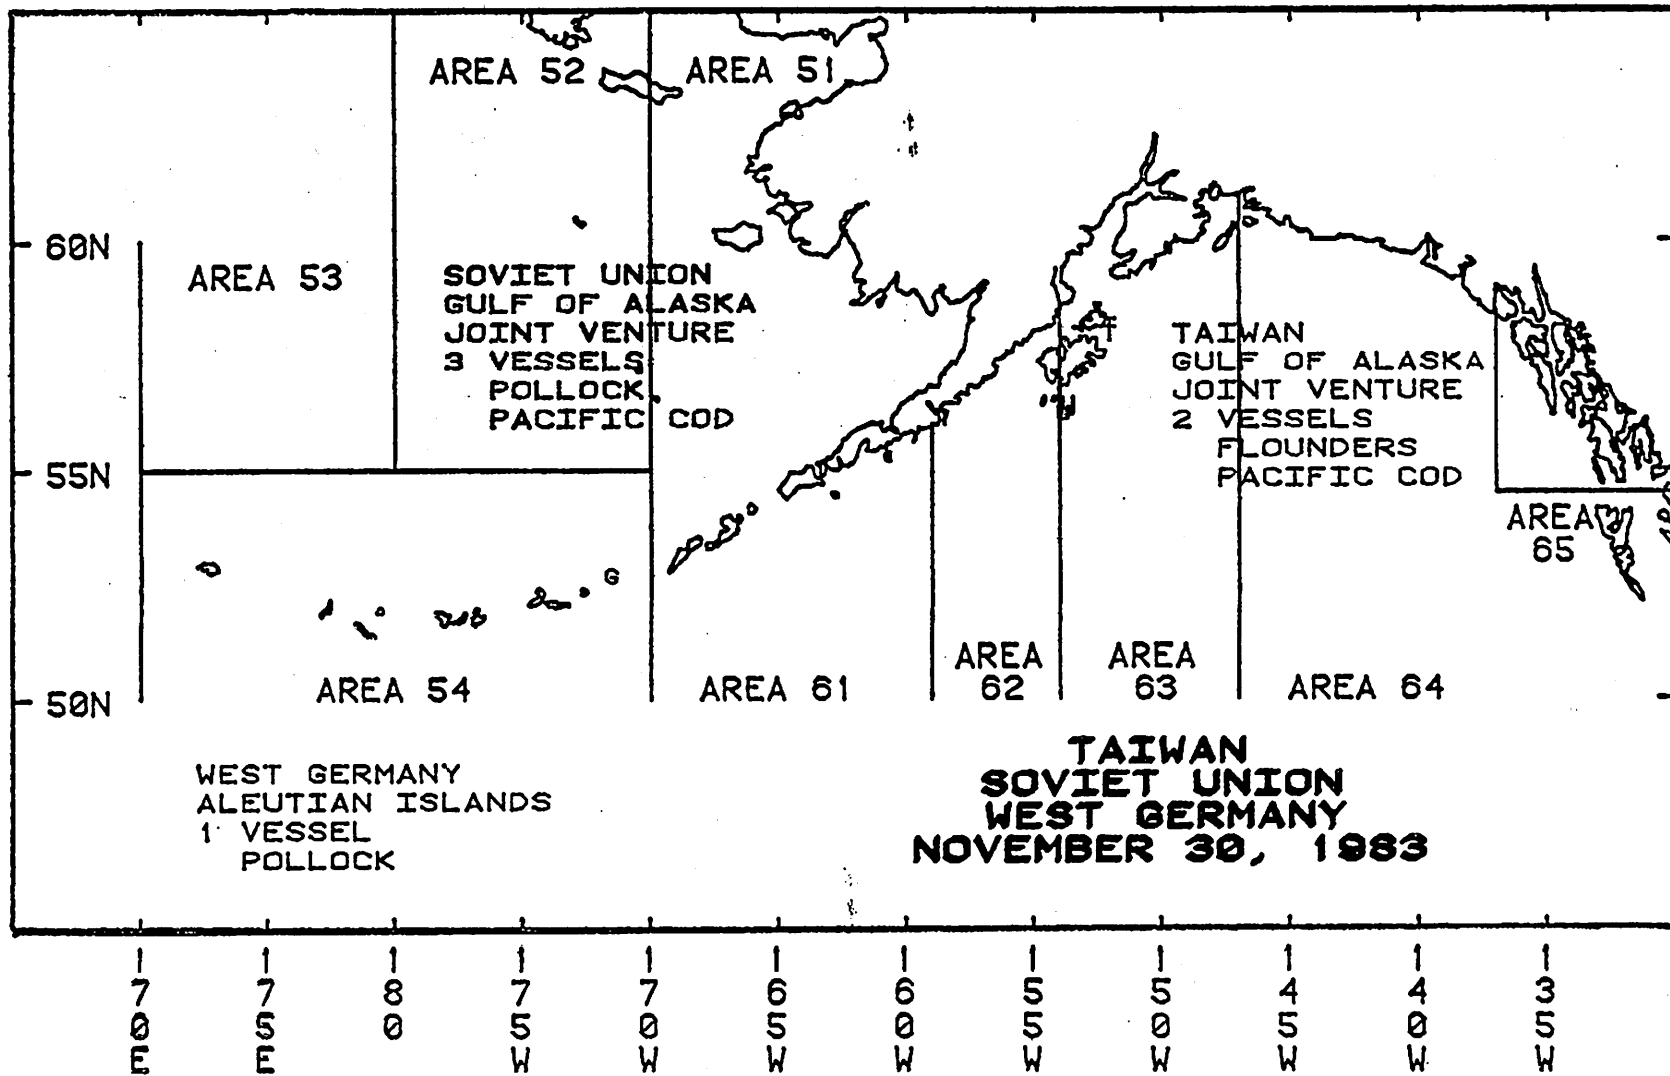 AREA 52
AREA 51
60N
AREA 53
SOVIET UNION
GULF OF ALASKA
JOINT VENTURE
3 VESSELS
POLLOCK
PACIFIC COD
T
TAIWAN
GULF OF ALASKA
JOINT VENTURE
2 VESSELS
FLOUNDERS
PACIFIC COD
55N
AREA
65
G
AREA 54
AREA 61
AREA
62
AREA
63
AREA 64
50N
WEST GERMANY
ALEUTIAN ISLANDS
1 VESSEL
POLLOCK
TAIWAN
SOVIET UNION
WEST GERMANY
NOVEMBER 30, 1983
170E
175E
180
175W
170W
165W
160W
155W
150W
145W
140W
135W